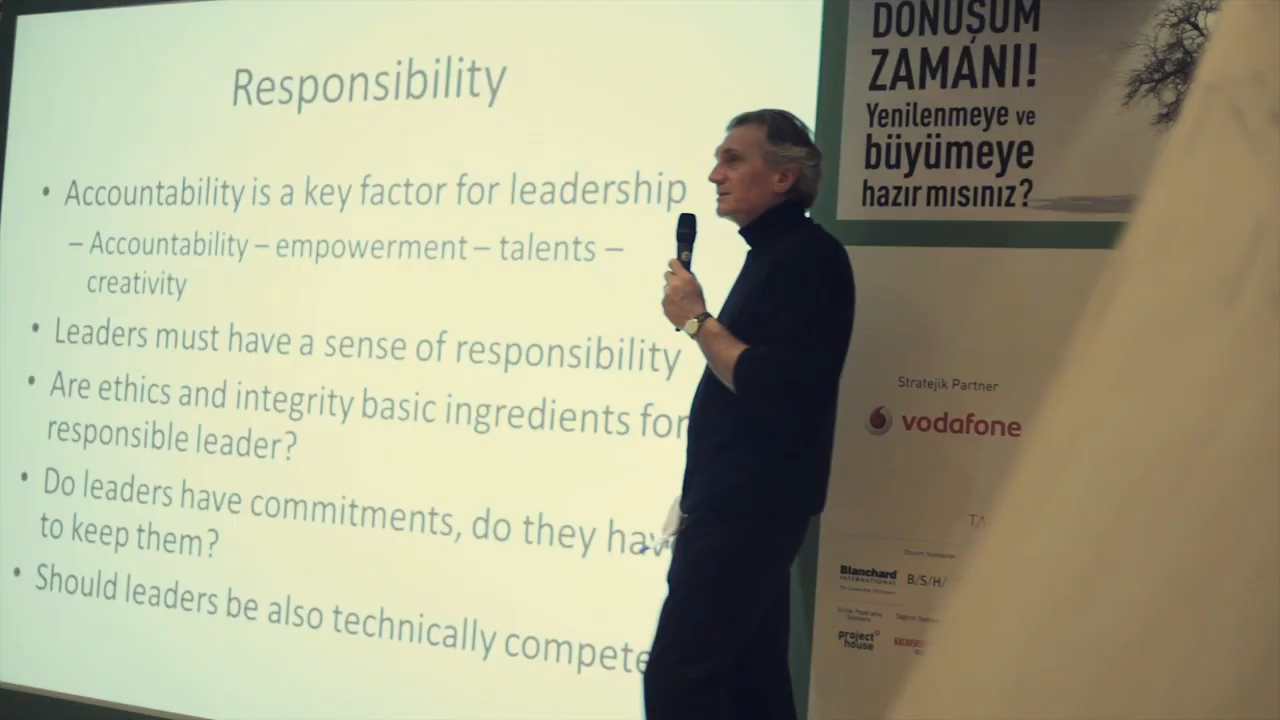 Responsibility
• Accountability is a key factor for leadership
– Accountability – empowerment – talents –
creativity
• Leaders must have a sense of responsibility
• Are ethics and integrity basic ingredients for
responsible leader?
• Do leaders have commitments, do they hav
to keep them?
• Should leaders be also technically compete
DÖNÜŞÜM
ZAMANI!
Yenilenmeye ve
büyümeye
hazır mısınız?
Stratejik Partner
vodafone
Blanchard
INTERNATIONAL
B/S/H/
project
house